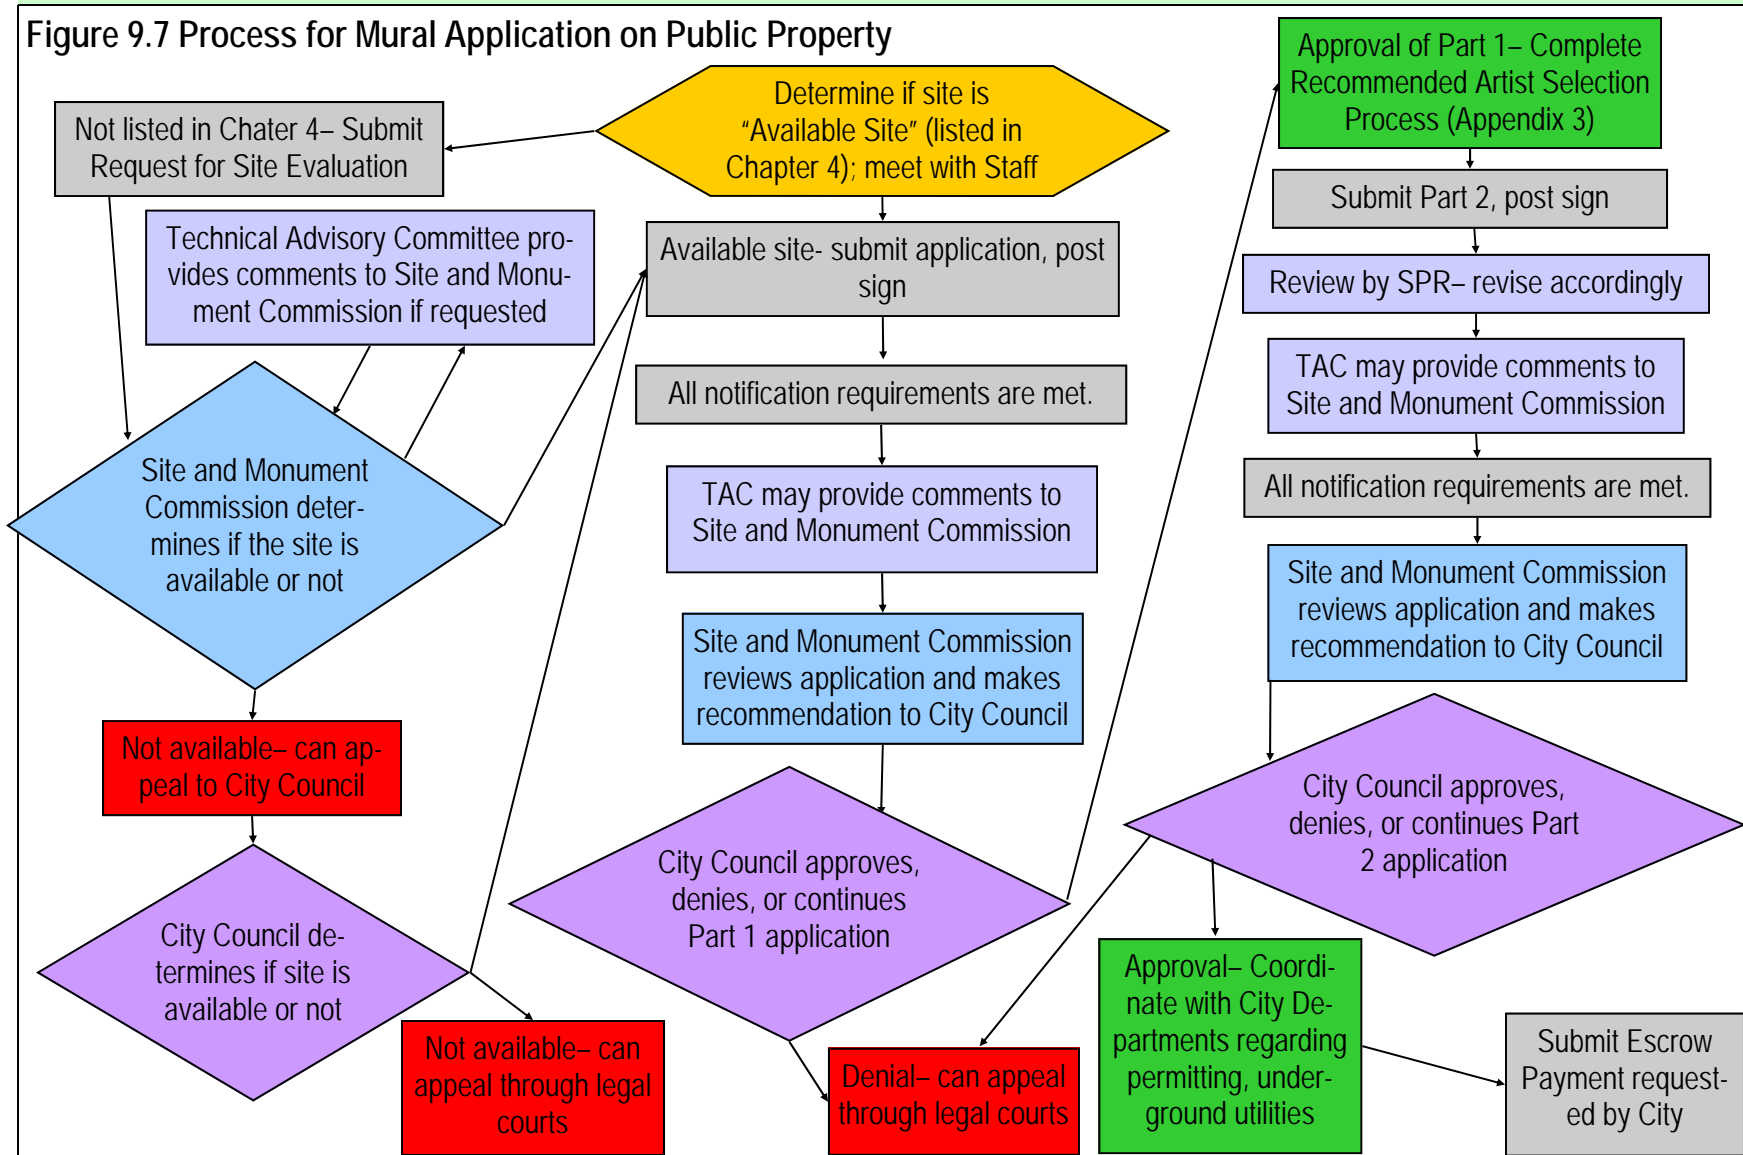 Figure 9.7 Process for Mural Application on Public Property
Not listed in Chater 4– Submit
Request for Site Evaluation
Determine if site is
“Available Site” (listed in
Chapter 4); meet with Staff
Technical Advisory Committee pro-
vides comments to Site and Monu-
ment Commission if requested
Site and Monument
Commission deter-
mines if the site is
available or not
Not available– can ap-
peal to City Council
City Council de-
termines if site is
available or not
Not available– can
appeal through legal
courts
Available site- submit application, post
sign
All notification requirements are met.
TAC may provide comments to
Site and Monument Commission
Site and Monument Commission
reviews application and makes
recommendation to City Council
City Council approves,
denies, or continues
Part 1 application
Denial– can appeal
through legal courts
Approval of Part 1– Complete
Recommended Artist Selection
Process (Appendix 3)
Submit Part 2, post sign
Review by SPR– revise accordingly
TAC may provide comments to
Site and Monument Commission
All notification requirements are met.
Site and Monument Commission
reviews application and makes
recommendation to City Council
City Council approves,
denies, or continues Part
2 application
Approval– Coordi-
nate with City De-
partments regarding
permitting, under-
ground utilities
Submit Escrow
Payment request-
ed by City